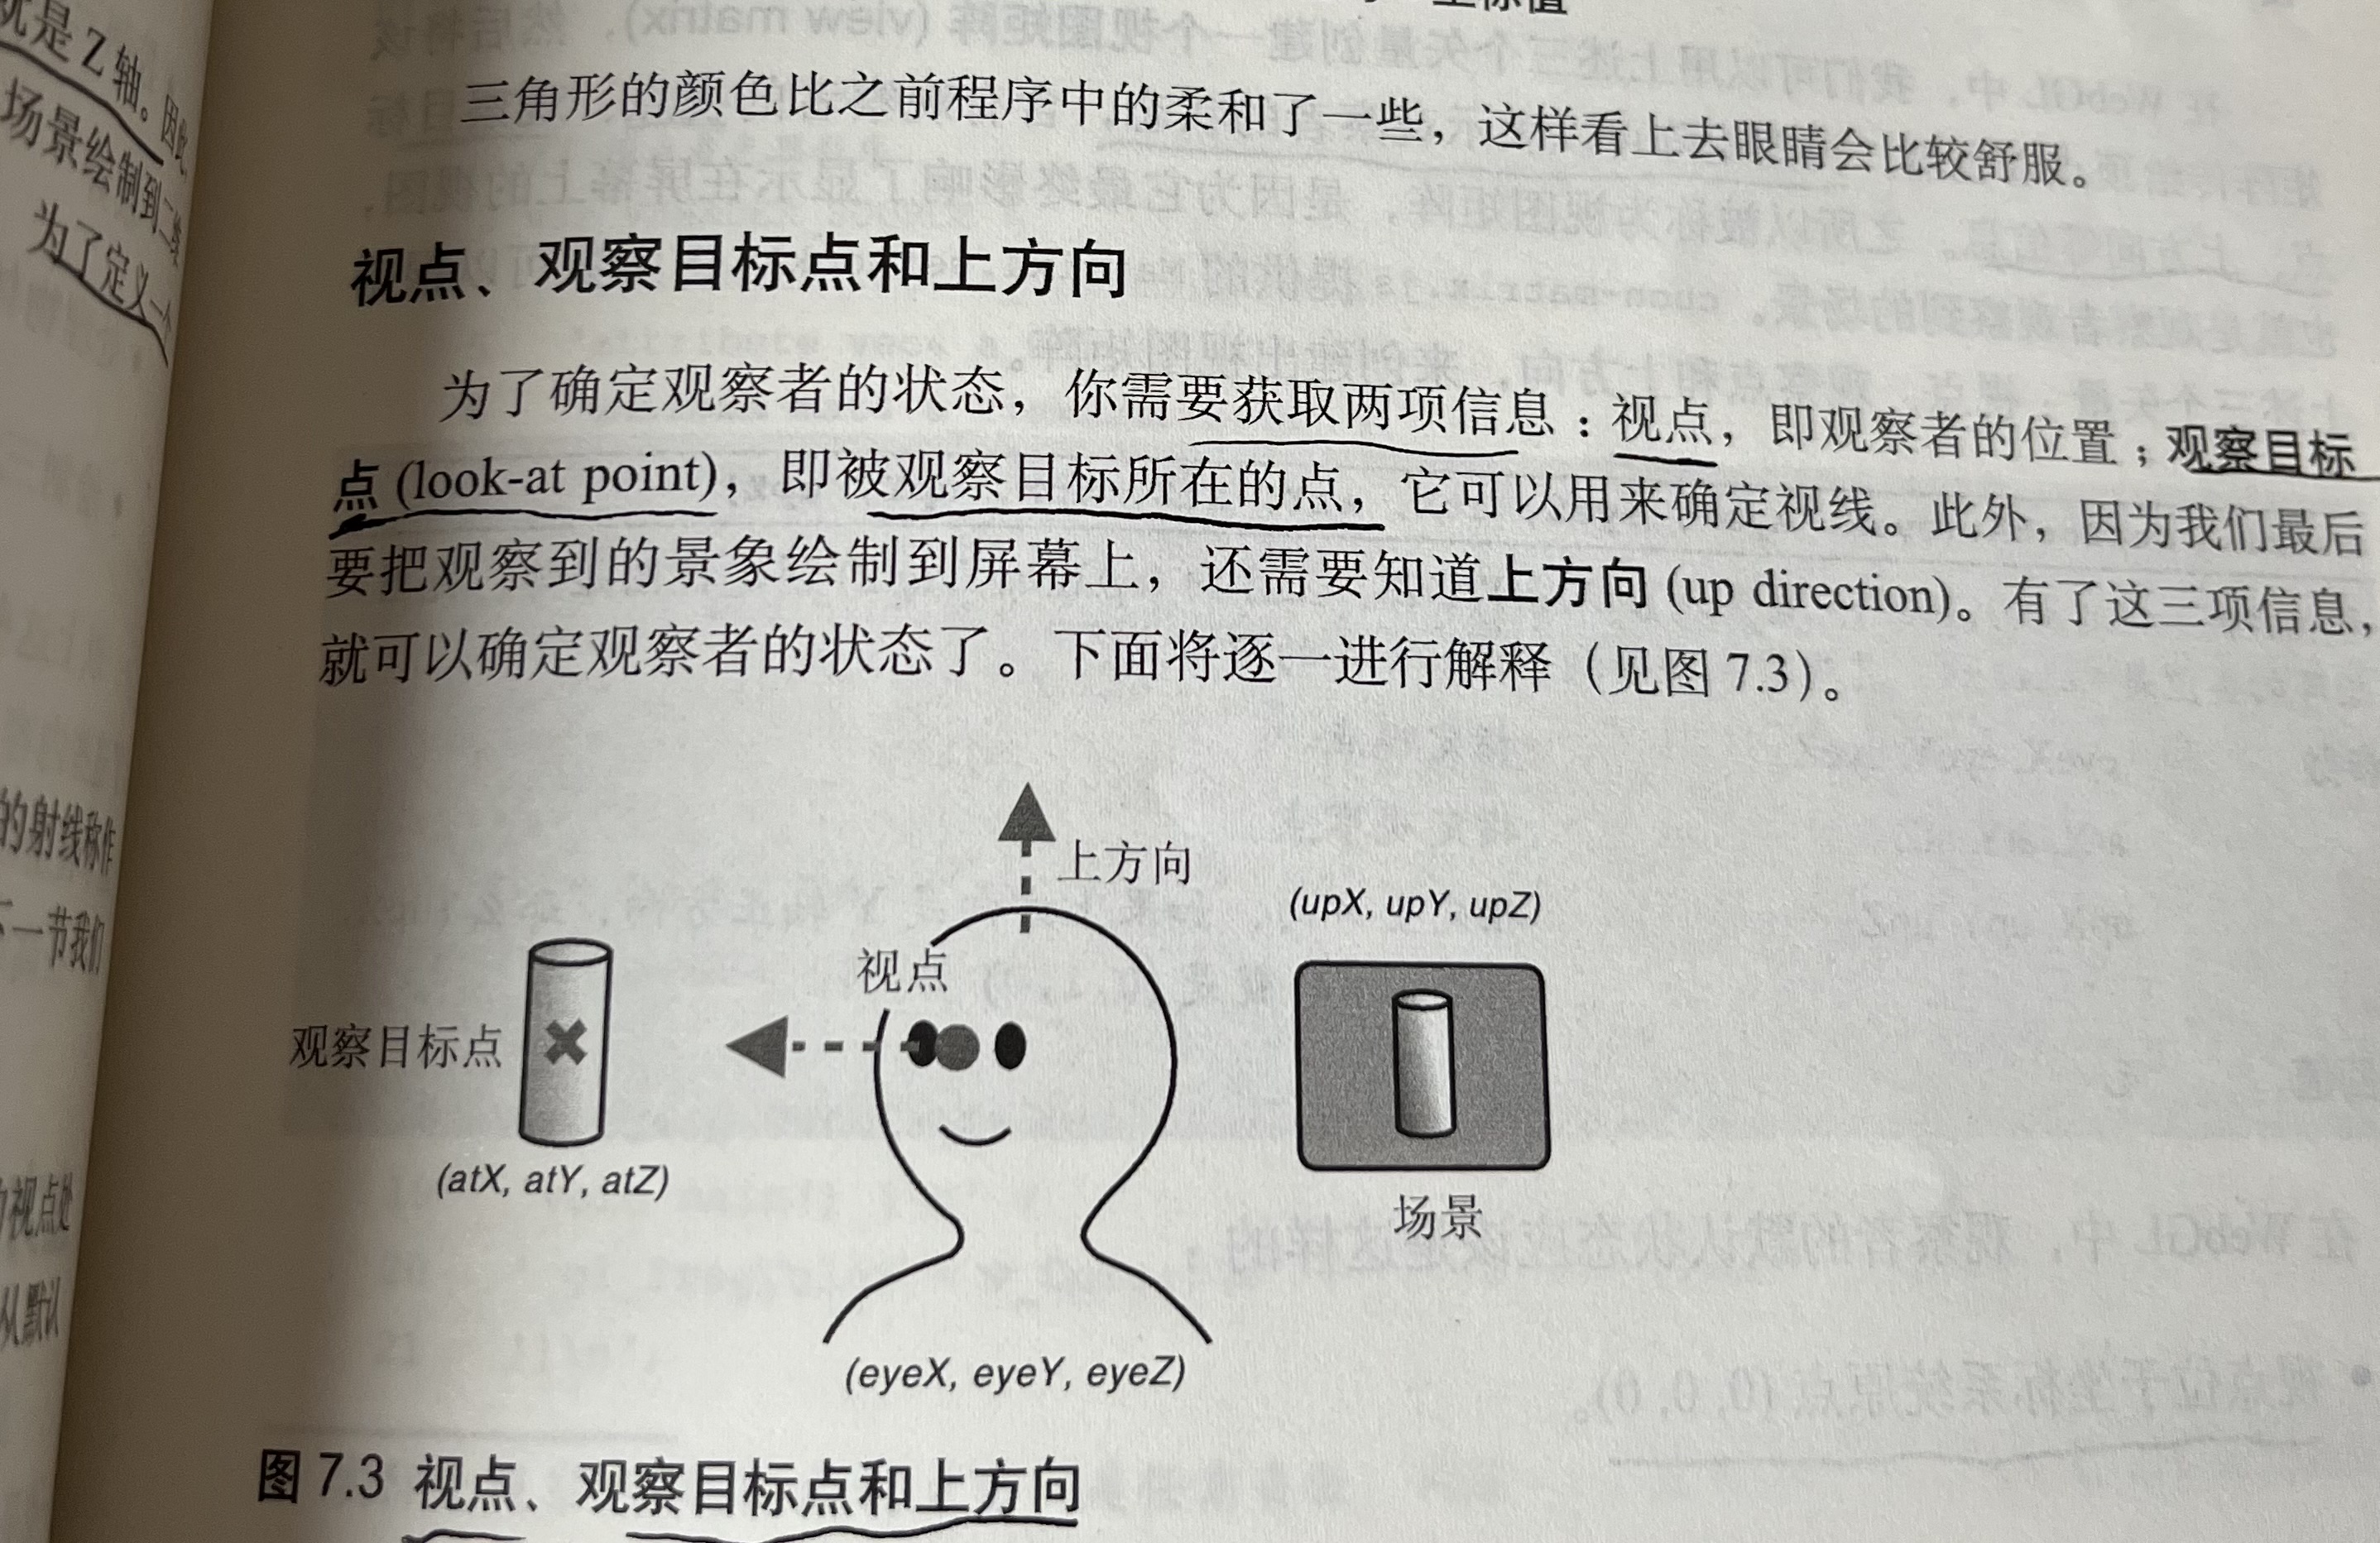 就是 Z 轴。因此
场景绘制到二维
为了定义一个
的射线称作
下一节我们
视点处
从默认
三角形的颜色比之前程序中的柔和了一些，这样看上去眼睛会比较舒服。
视点、观察目标点和上方向
为了确定观察者的状态，你需要获取两项信息：视点，即观察者的位置；观察目标
点 (look-at point)，即被观察目标所在的点，它可以用来确定视线。此外，因为我们最后
要把观察到的景象绘制到屏幕上，还需要知道上方向 (up direction)。有了这三项信息，
就可以确定观察者的状态了。下面将逐一进行解释（见图 7.3）。
上方向
(upX, upY, upZ)
视点
观察目标点
(atX, atY, atZ)
场景
(eyeX, eyeY, eyeZ)
图 7.3 视点、观察目标点和上方向